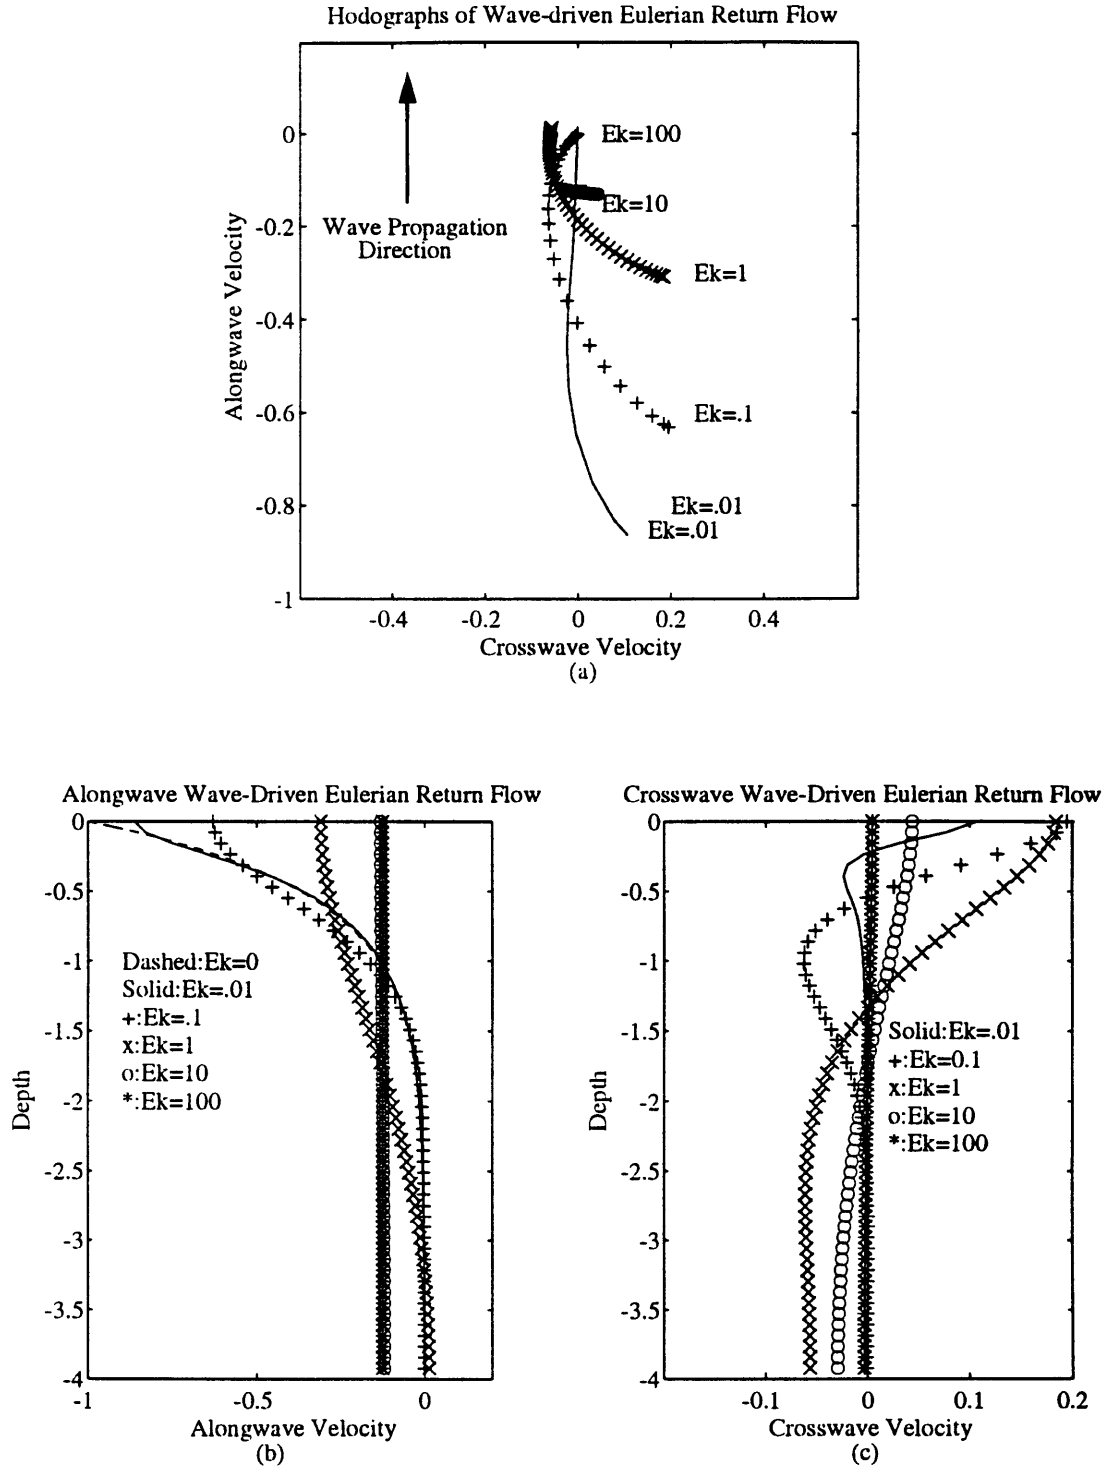 Hodographs of Wave-driven Eulerian Return Flow
Wave Propagation
Direction
Ek=100
Ek=10
Ek=1
Ek=.1
Ek=.01
Ek=.01
Alongwave Velocity
0
-0.2
-0.4
-0.6
-0.8
-1
-0.4
-0.2
0
0.2
0.4
Crosswave Velocity
(a)
Alongwave Wave-Driven Eulerian Return Flow
Depth
0
-0.5
-1
-1.5
-2
-2.5
-3
-3.5
-4
Dashed:Ek=0
Solid:Ek=.01
+:Ek=.1
x:Ek=1
o:Ek=10
*:Ek=100
-1
-0.5
0
Alongwave Velocity
(b)
Crosswave Wave-Driven Eulerian Return Flow
Depth
0
-0.5
-1
-1.5
-2
-2.5
-3
-3.5
-4
Solid:Ek=.01
+:Ek=0.1
x:Ek=1
o:Ek=10
*:Ek=100
-0.1
0
0.1
0.2
Crosswave Velocity
(c)